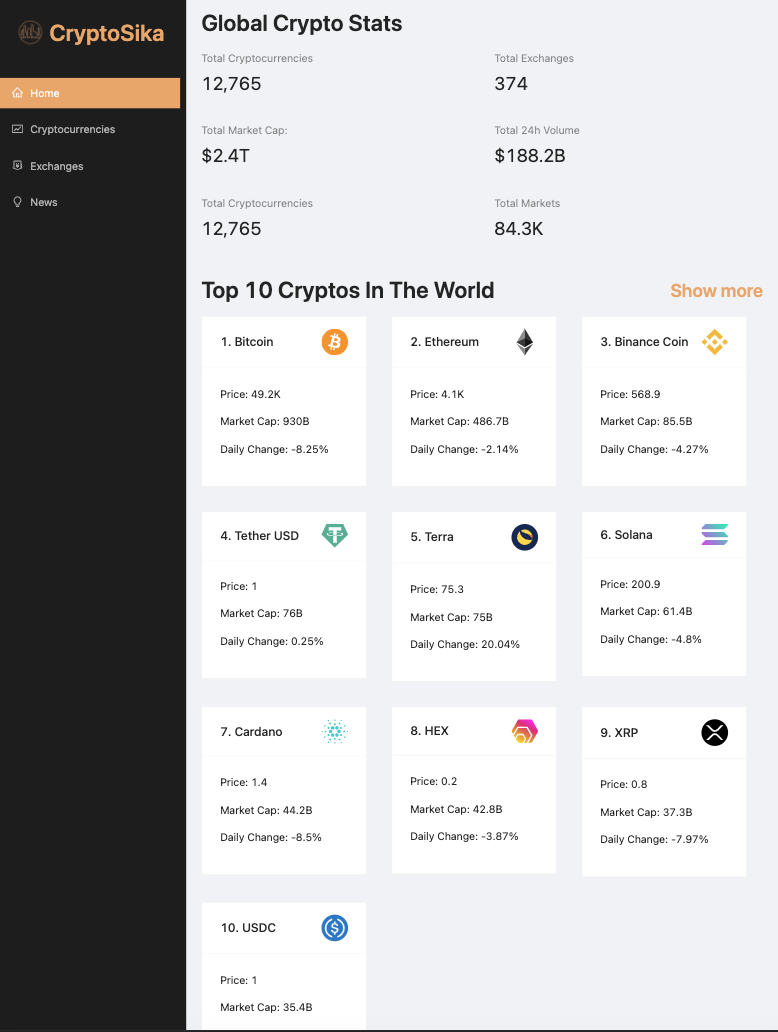 CryptoSika
Home
Cryptocurrencies
Exchanges
News
Global Crypto Stats
Total Cryptocurrencies
12,765
Total Exchanges
374
Total Market Cap:
$2.4T
Total 24h Volume
$188.2B
Total Cryptocurrencies
12,765
Total Markets
84.3K
Top 10 Cryptos In The World
Show more
1. Bitcoin
Price: 49.2K
Market Cap: 930B
Daily Change: -8.25%
2. Ethereum
Price: 4.1K
Market Cap: 486.7B
Daily Change: -2.14%
3. Binance Coin
Price: 568.9
Market Cap: 85.5B
Daily Change: -4.27%
4. Tether USD
Price: 1
Market Cap: 76B
Daily Change: 0.25%
5. Terra
Price: 75.3
Market Cap: 75B
Daily Change: 20.04%
6. Solana
Price: 200.9
Market Cap: 61.4B
Daily Change: -4.8%
7. Cardano
Price: 1.4
Market Cap: 44.2B
Daily Change: -8.5%
8. HEX
Price: 0.2
Market Cap: 42.8B
Daily Change: -3.87%
9. XRP
Price: 0.8
Market Cap: 37.3B
Daily Change: -7.97%
10. USDC
Price: 1
Market Cap: 35.4B